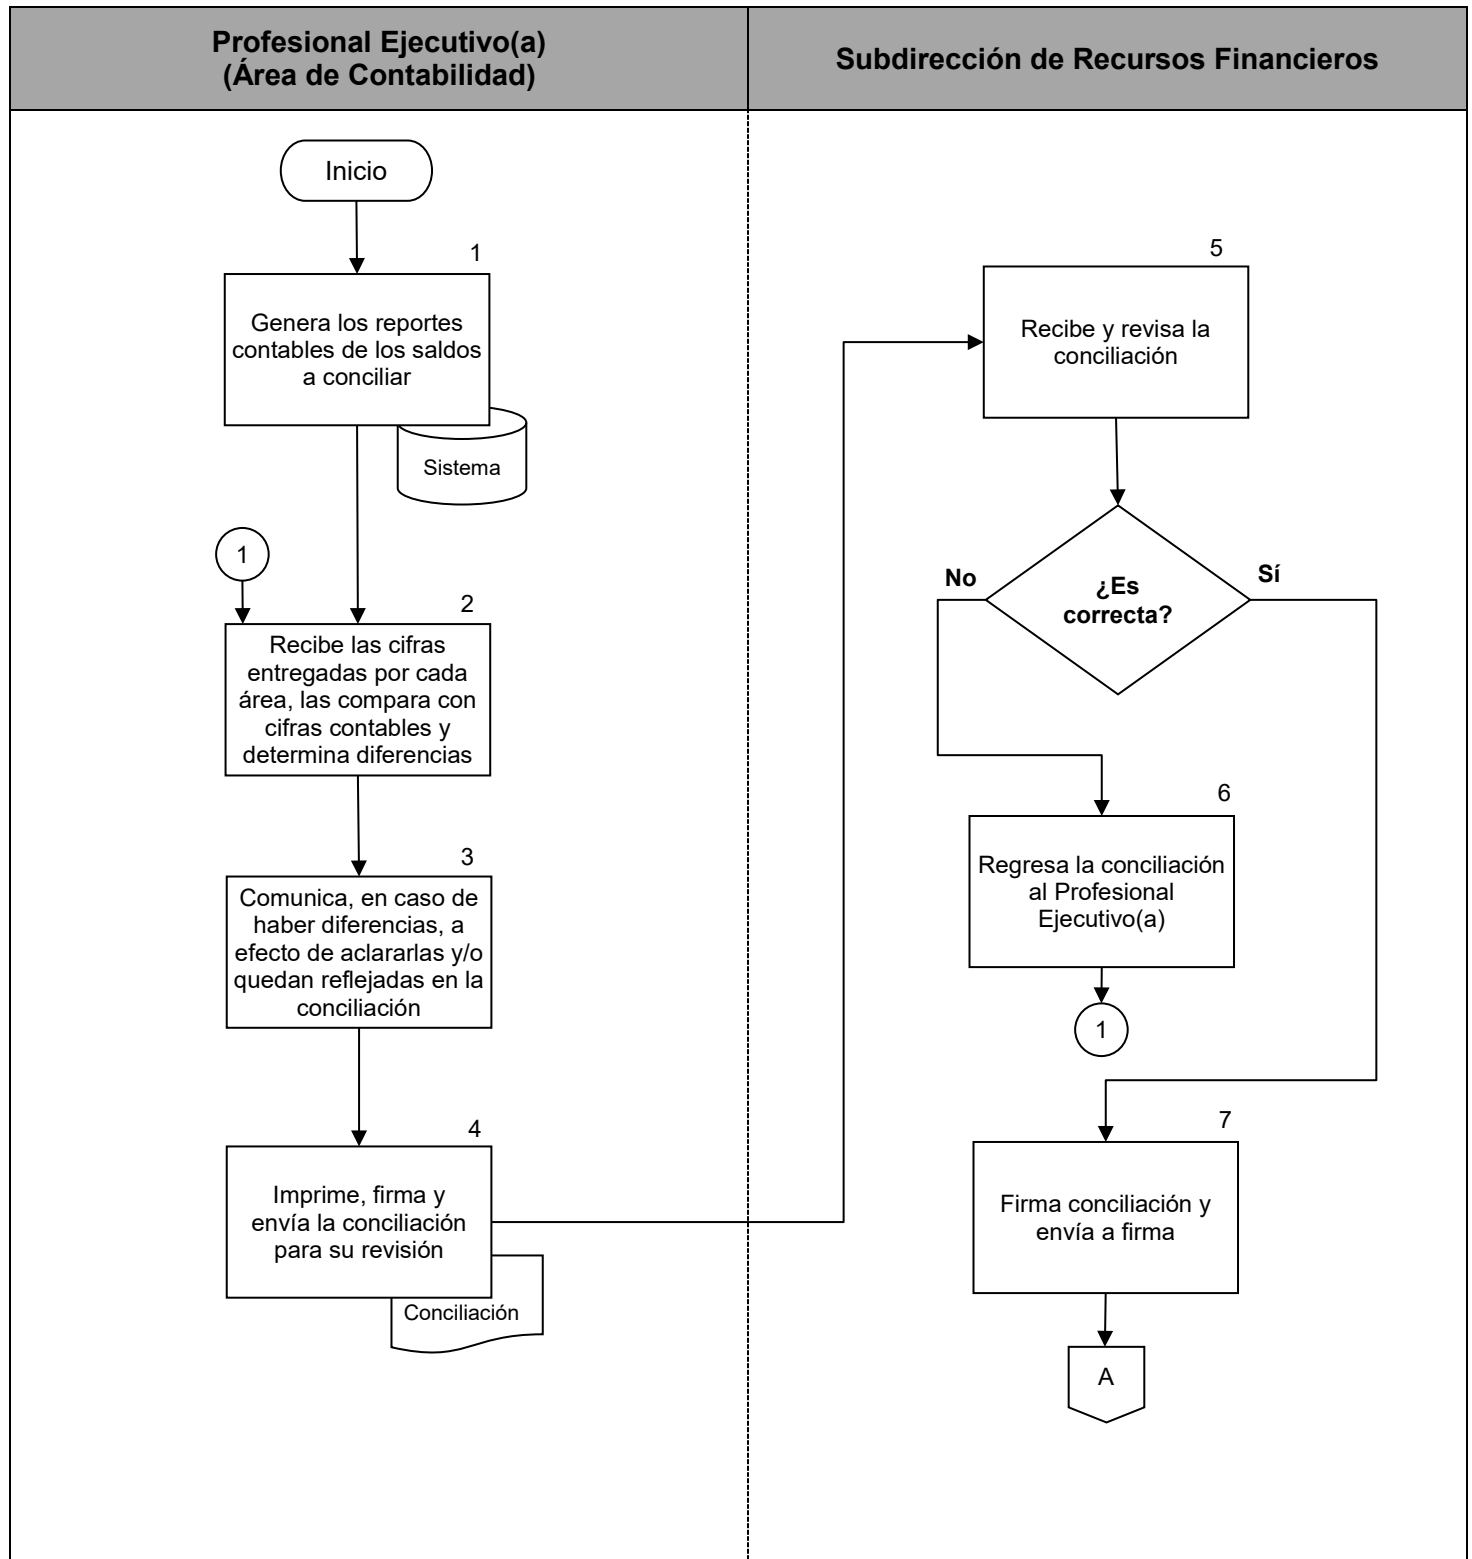 Profesional Ejecutivo(a)
(Área de Contabilidad)
Subdirección de Recursos Financieros
Inicio
1
Genera los reportes
contables de los saldos
a conciliar
Sistema
1
2
Recibe las cifras
entregadas por cada
área, las compara con
cifras contables y
determina diferencias
3
Comunica, en caso de
haber diferencias, a
efecto de aclararlas y/o
quedan reflejadas en la
conciliación
4
Imprime, firma y
envía la conciliación
para su revisión
Conciliación
5
Recibe y revisa la
conciliación
¿Es
correcta?
No
Sí
6
Regresa la conciliación
al Profesional
Ejecutivo(a)
1
7
Firma conciliación y
envía a firma
A